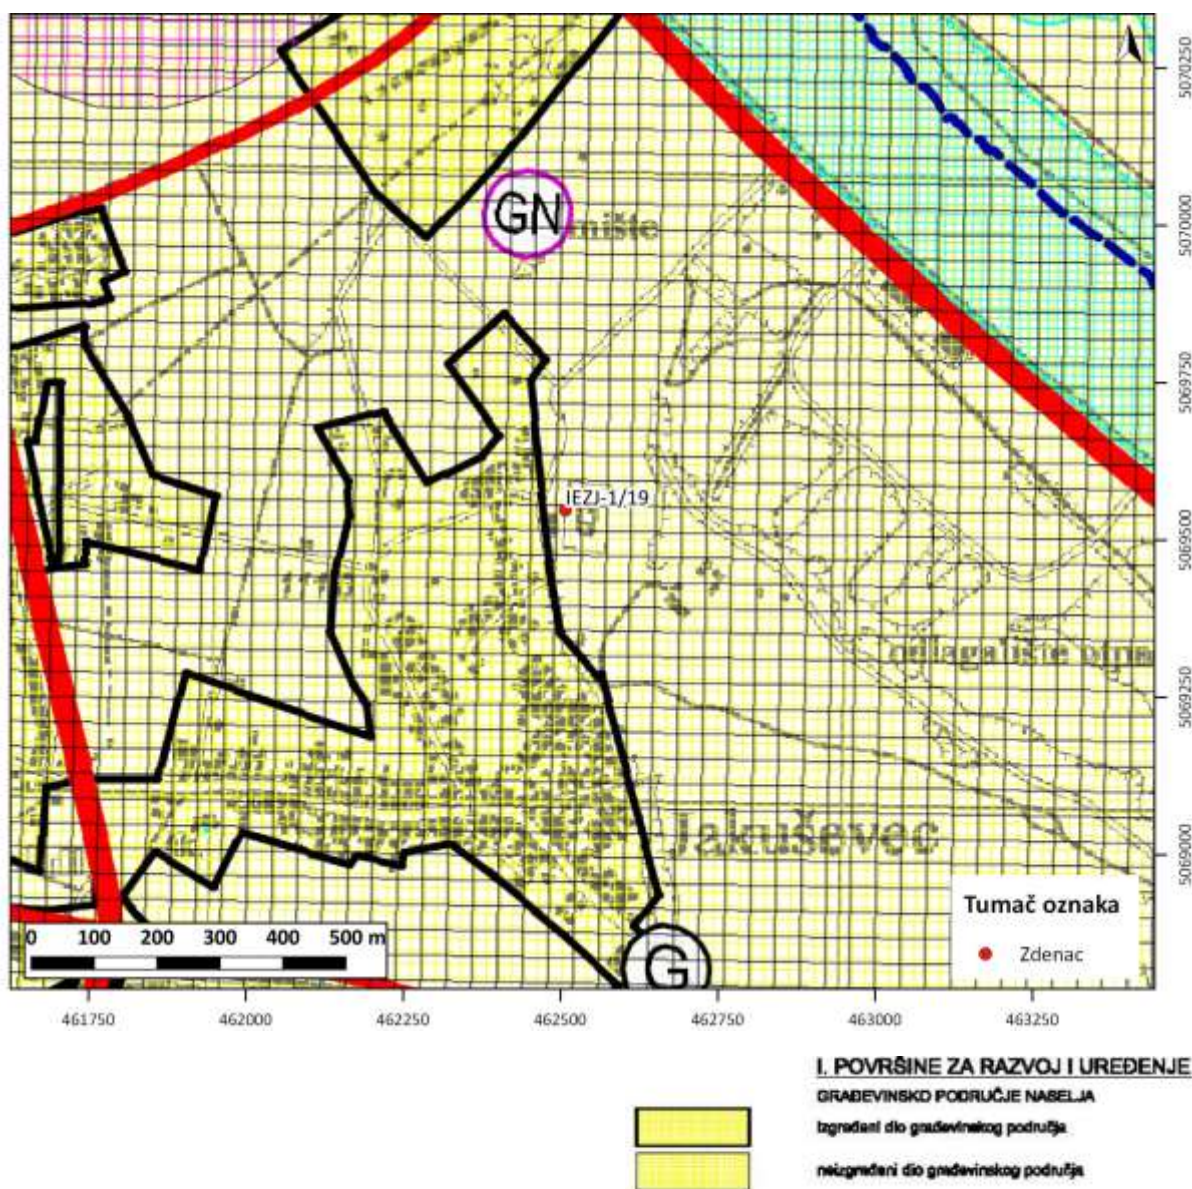 5070250
GN
5070000
5069750
IEZJ-1/19
5069500
odlagalište otpa
5069250
Jakuševec
5069000
Tumač oznaka
Zdenac
0 100 200 300 400 500 m
G
461750 462000 462250 462500 462750 463000 463250
I. POVRŠINE ZA RAZVOJ I UREĐENJE
GRAĐEVINSKO PODRUČJE NASELJA
Izgrađeni dio građevinskog područja
neizgrađeni dio građevinskog područja